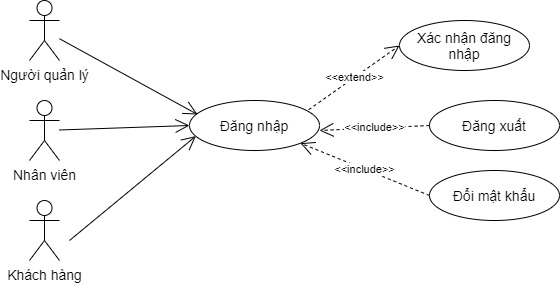 Người quản lý
Nhân viên
Khách hàng
Đăng nhập
<<extend>>
<<include>>
<<include>>
Xác nhận đăng
nhập
Đăng xuất
Đổi mật khẩu